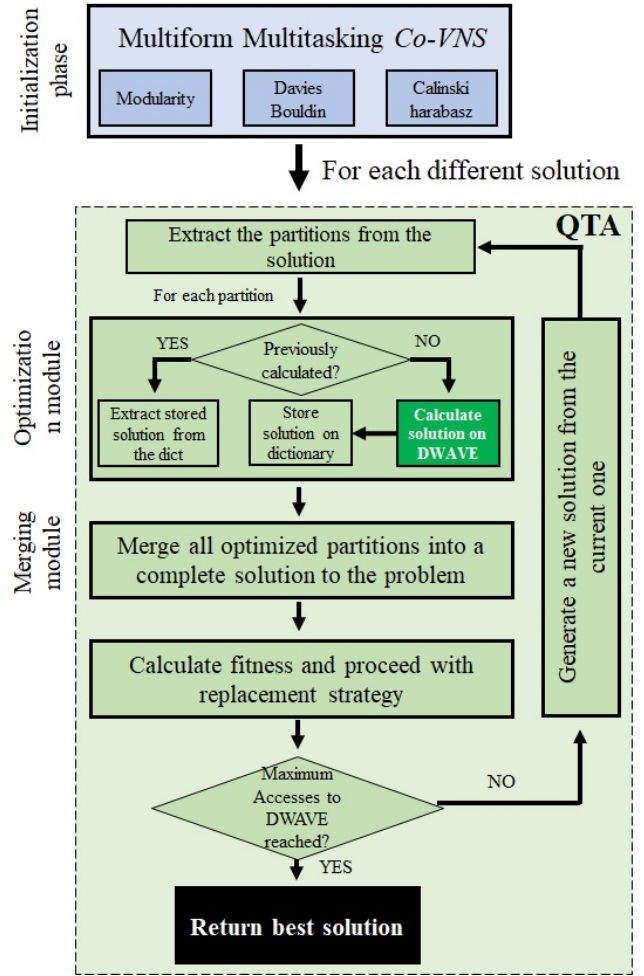 Initialization
phase
Multiform Multitasking Co-VNS
Modularity
Davies
Bouldin
Calinski
harabasz
For each different solution
QTA
Extract the partitions from the
solution
For each partition
Optimizatio
n module
YES
Previously
calculated?
NO
Extract stored
solution from
the dict
Store
solution on
dictionary
Calculate
solution on
DWAVE
Merging
module
Merge all optimized partitions into a
complete solution to the problem
Calculate fitness and proceed with
replacement strategy
Generate a new solution from the
current one
Maximum
Accesses to
DWAVE
reached?
NO
YES
Return best solution